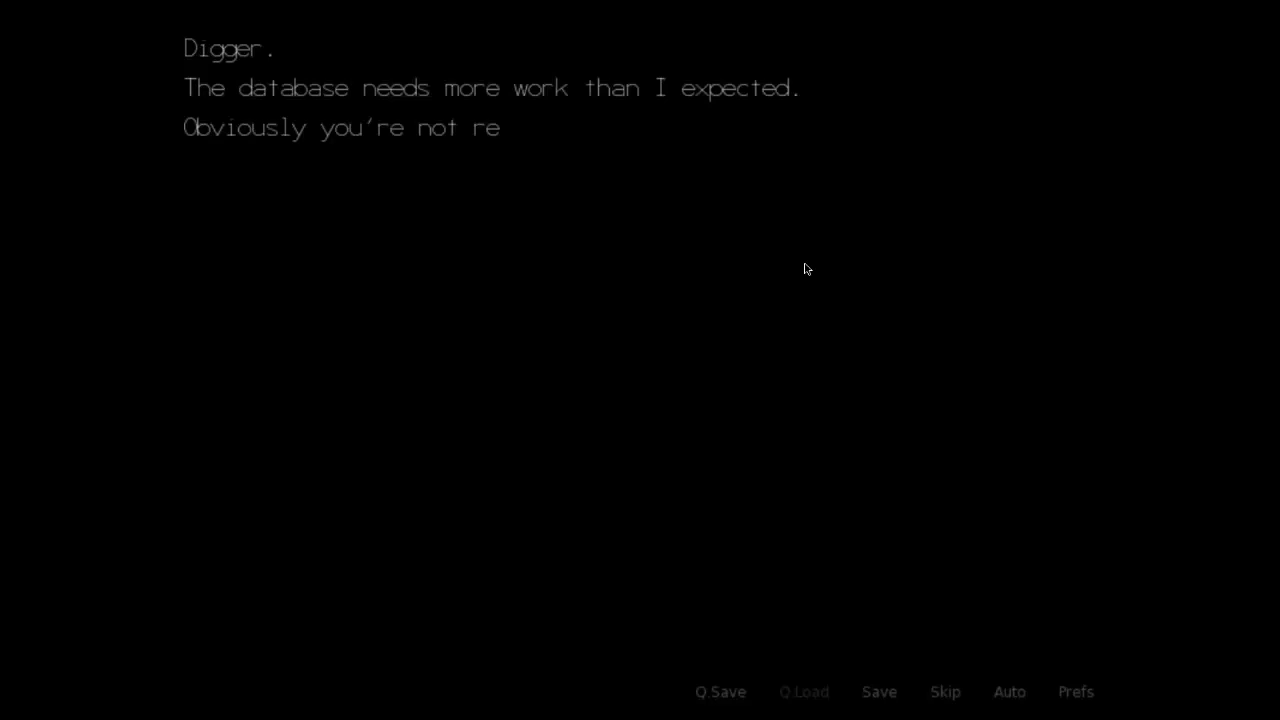 Digger.
The database needs more work than I expected.
Obviously you're not re
Q.Save Q.Load Save Skip Auto Prefs